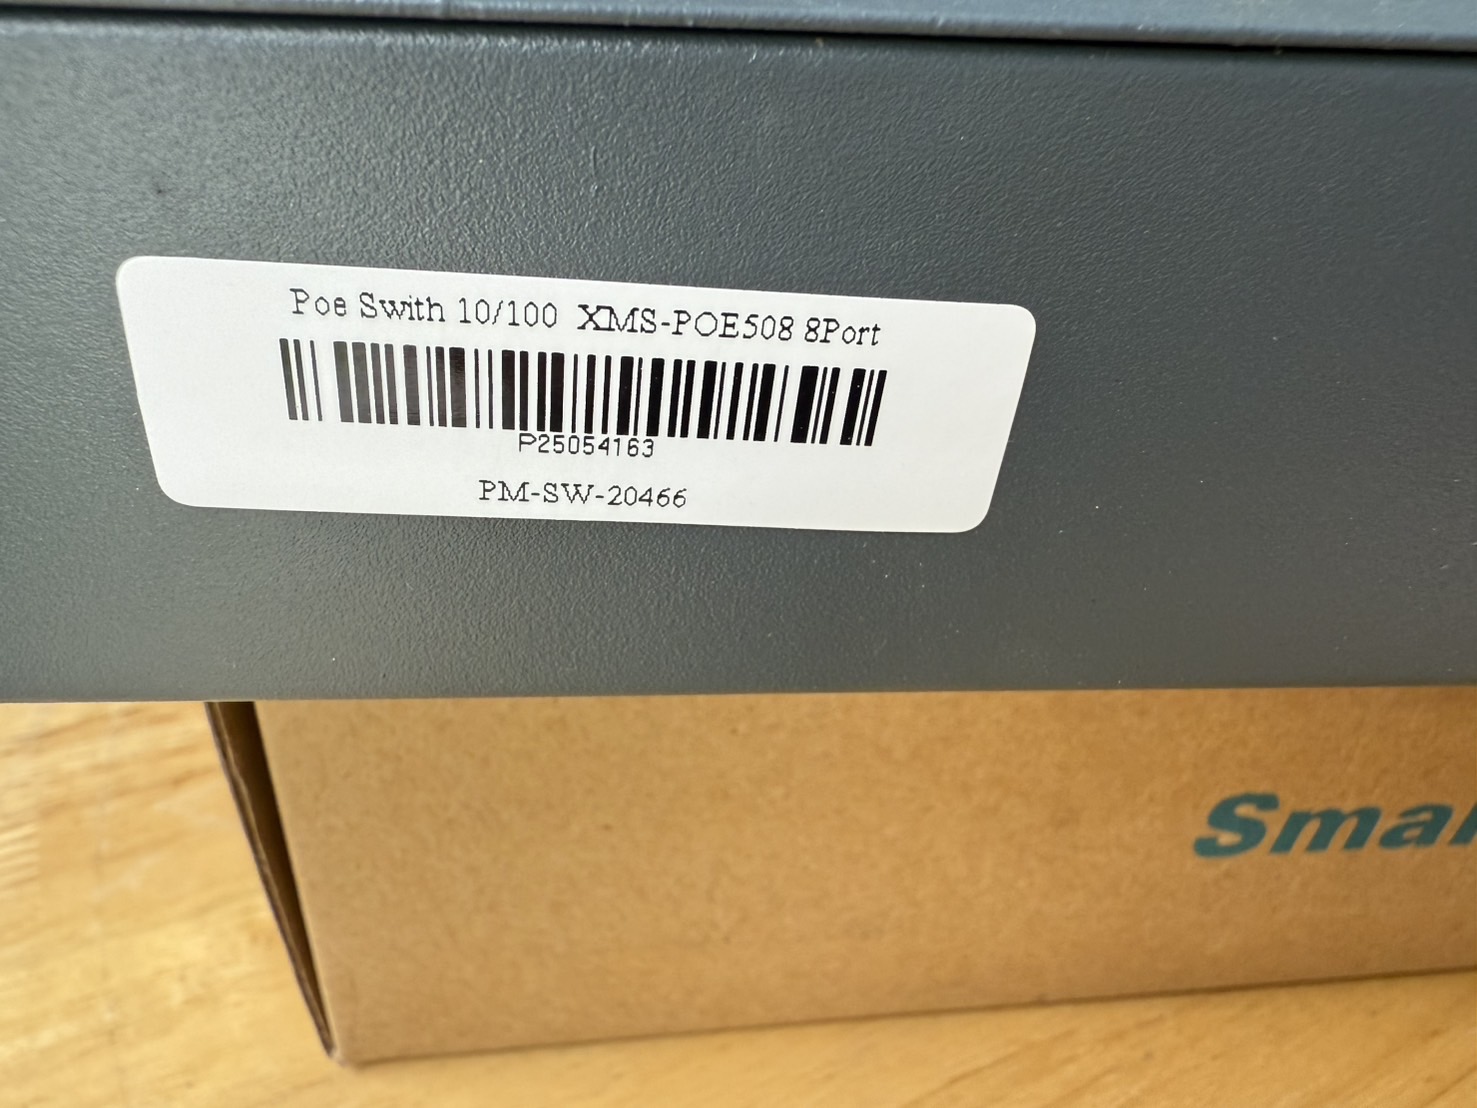 Poe Swith 10/100 XMS-POE508 8Port
P25054163
PM-SW-20466